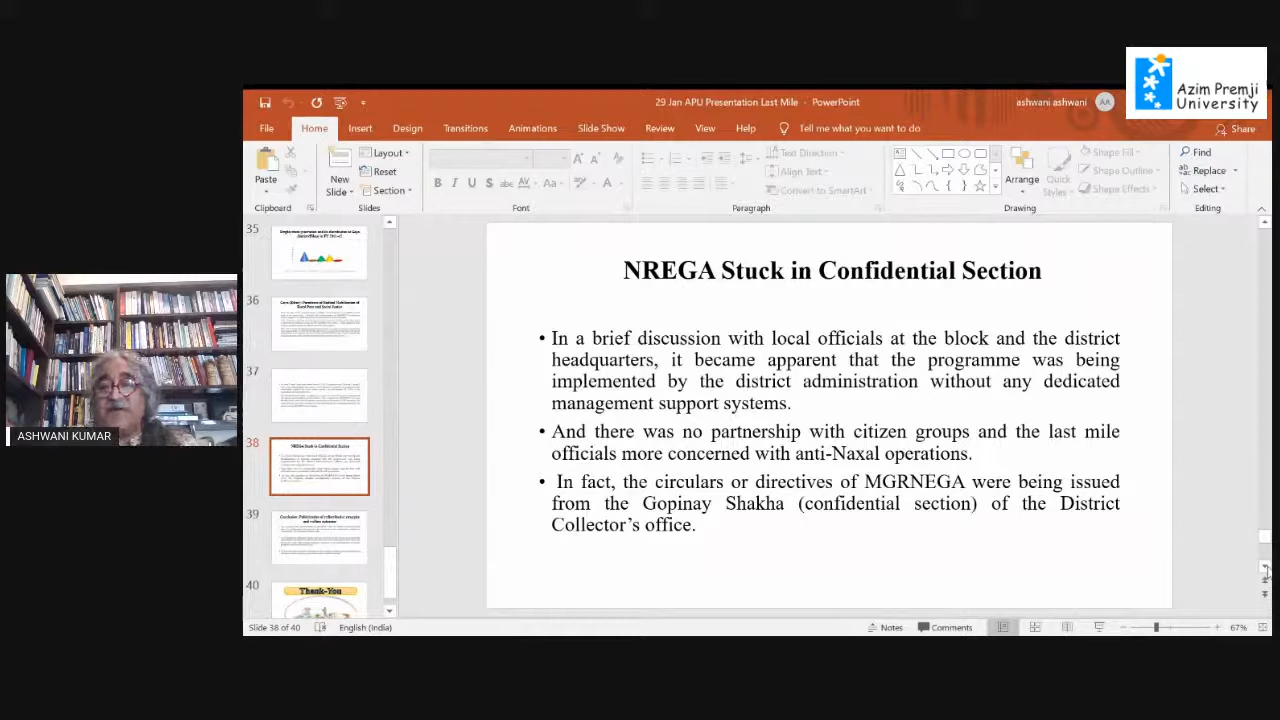 Azim Premji
University
29 Jan APU Presentation Last Mile - PowerPoint
ashwani ashwani
AA
File Home Insert Design Transitions Animations Slide Show Review View Help Tell me what you want to do
Share
Paste
Clipboard
New
Slide
Layout
Reset
Section
Slides
B I U S abc AV Aa A
Font
Text Direction
Align Text
Convert to SmartArt
Paragraph
Arrange
Quick
Styles
Shape Fill
Shape Outline
Shape Effects
Drawing
Find
Replace
Select
Editing
35
36
37
38
NREGA Stuck in Confidential Section
39
40
Thank-You
NREGA Stuck in Confidential Section
• In a brief discussion with local officials at the block and the district
headquarters, it became apparent that the programme was being
implemented by the district administration without any dedicated
management support systems.
• And there was no partnership with citizen groups and the last mile
officials more concerned with anti-Naxal operations.
• In fact, the circulars or directives of MGRNEGA were being issued
from the Gopinay Shakha (confidential section) of the District
Collector's office.
ASHWANI KUMAR
Slide 38 of 40
English (India)
Notes
Comments
67%